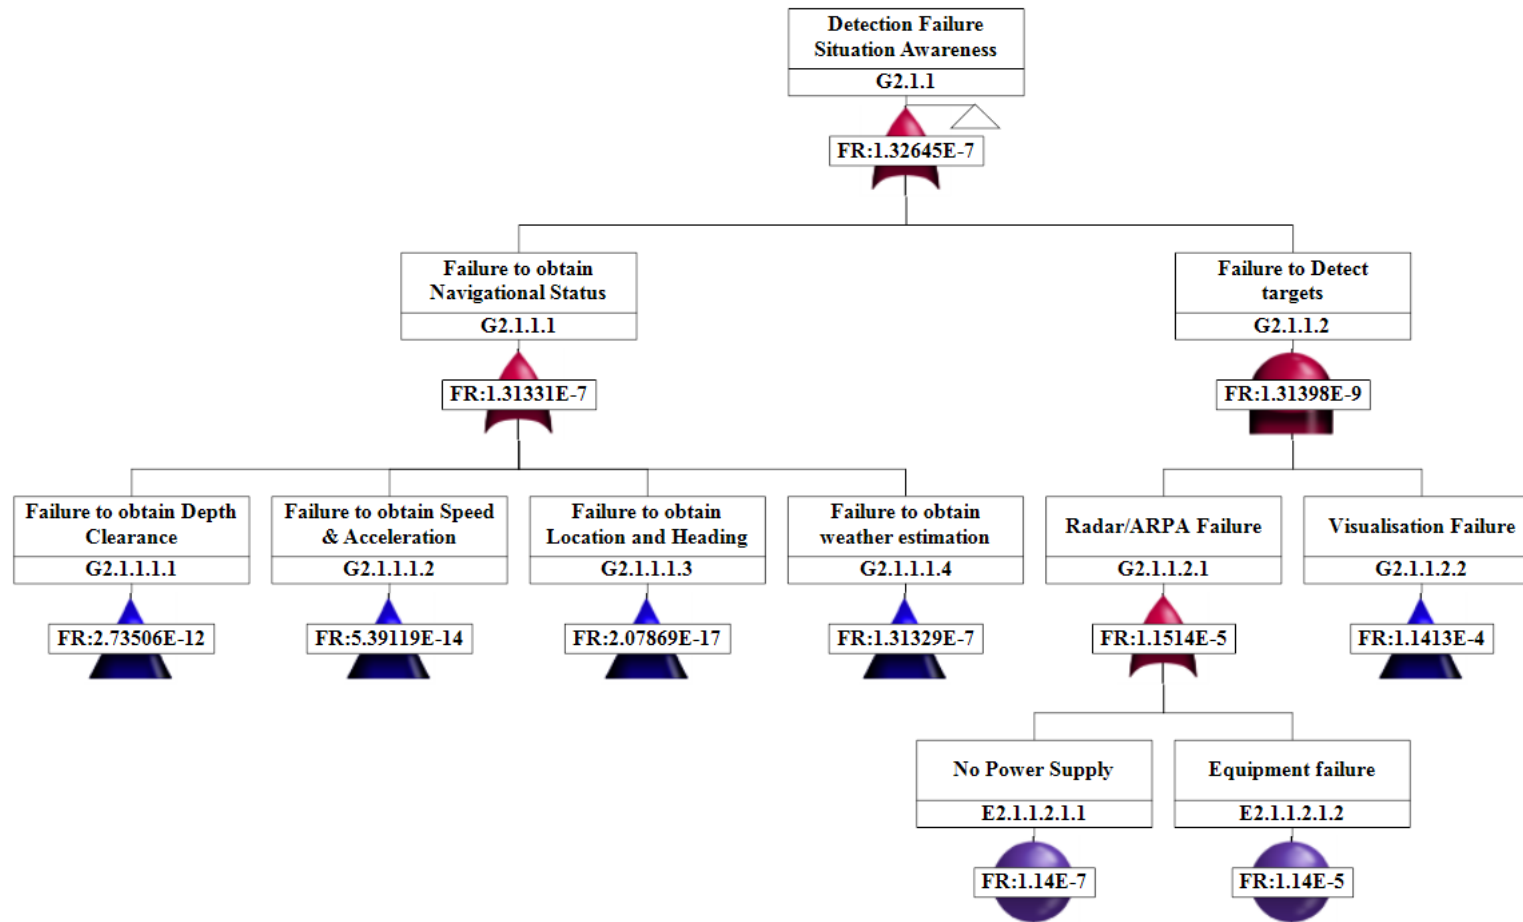 Detection Failure
Situation Awareness
G2.1.1
FR:1.32645E-7
Failure to obtain
Navigational Status
G2.1.1.1
FR:1.31331E-7
Failure to Detect
targets
G2.1.1.2
FR:1.31398E-9
Failure to obtain Depth
Clearance
G2.1.1.1.1
FR:2.73506E-12
Failure to obtain Speed
& Acceleration
G2.1.1.1.2
FR:5.39119E-14
Failure to obtain
Location and Heading
G2.1.1.1.3
FR:2.07869E-17
Failure to obtain
weather estimation
G2.1.1.1.4
FR:1.31329E-7
Radar/ARPA Failure
G2.1.1.2.1
FR:1.1514E-5
Visualisation Failure
G2.1.1.2.2
FR:1.1413E-4
No Power Supply
E2.1.1.2.1.1
FR:1.14E-7
Equipment failure
E2.1.1.2.1.2
FR:1.14E-5